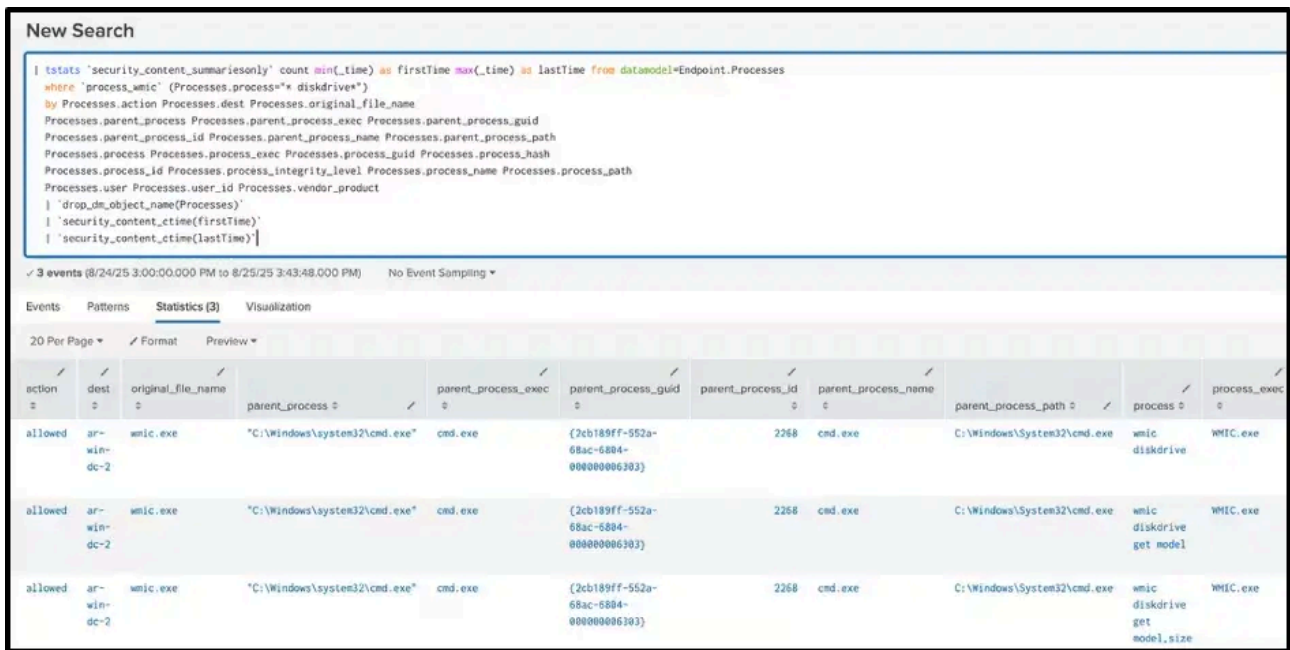 New Search
| tstats `security_content_summariesonly` count min(_time) as firstTime max(_time) as lastTime from datamodel=Endpoint.Processes
where `process_wmic` (Processes.process="* diskdrive*")
by Processes.action Processes.dest Processes.original_file_name
Processes.parent_process Processes.parent_process_exec Processes.parent_process_guid
Processes.parent_process_id Processes.parent_process_name Processes.parent_process_path
Processes.process Processes.process_exec Processes.process_guid Processes.process_hash
Processes.process_id Processes.process_integrity_level Processes.process_name Processes.process_path
Processes.user Processes.user_id Processes.vendor_product
| `drop_dm_object_name(Processes)`
| `security_content_ctime(firstTime)`
| `security_content_ctime(lastTime)`
✓ 3 events (8/24/25 3:00:00.000 PM to 8/25/25 3:43:48.000 PM) No Event Sampling
Events Patterns Statistics (3) Visualization
20 Per Page Format Preview
action dest original_file_name parent_process parent_process_exec parent_process_guid parent_process_id parent_process_name parent_process_path process process_exec
allowed ar- wmic.exe "C:\Windows\system32\cmd.exe" cmd.exe {2cb189ff-552a- 2268 cmd.exe C:\Windows\System32\cmd.exe wmic WMIC.exe
win- 68ac-6804- diskdrive
dc-2 000000006303}
allowed ar- wmic.exe "C:\Windows\system32\cmd.exe" cmd.exe {2cb189ff-552a- 2268 cmd.exe C:\Windows\System32\cmd.exe wmic WMIC.exe
win- 68ac-6804- diskdrive
dc-2 000000006303} get model
allowed ar- wmic.exe "C:\Windows\system32\cmd.exe" cmd.exe {2cb189ff-552a- 2268 cmd.exe C:\Windows\System32\cmd.exe wmic WMIC.exe
win- 68ac-6804- diskdrive
dc-2 000000006303} get
model,size